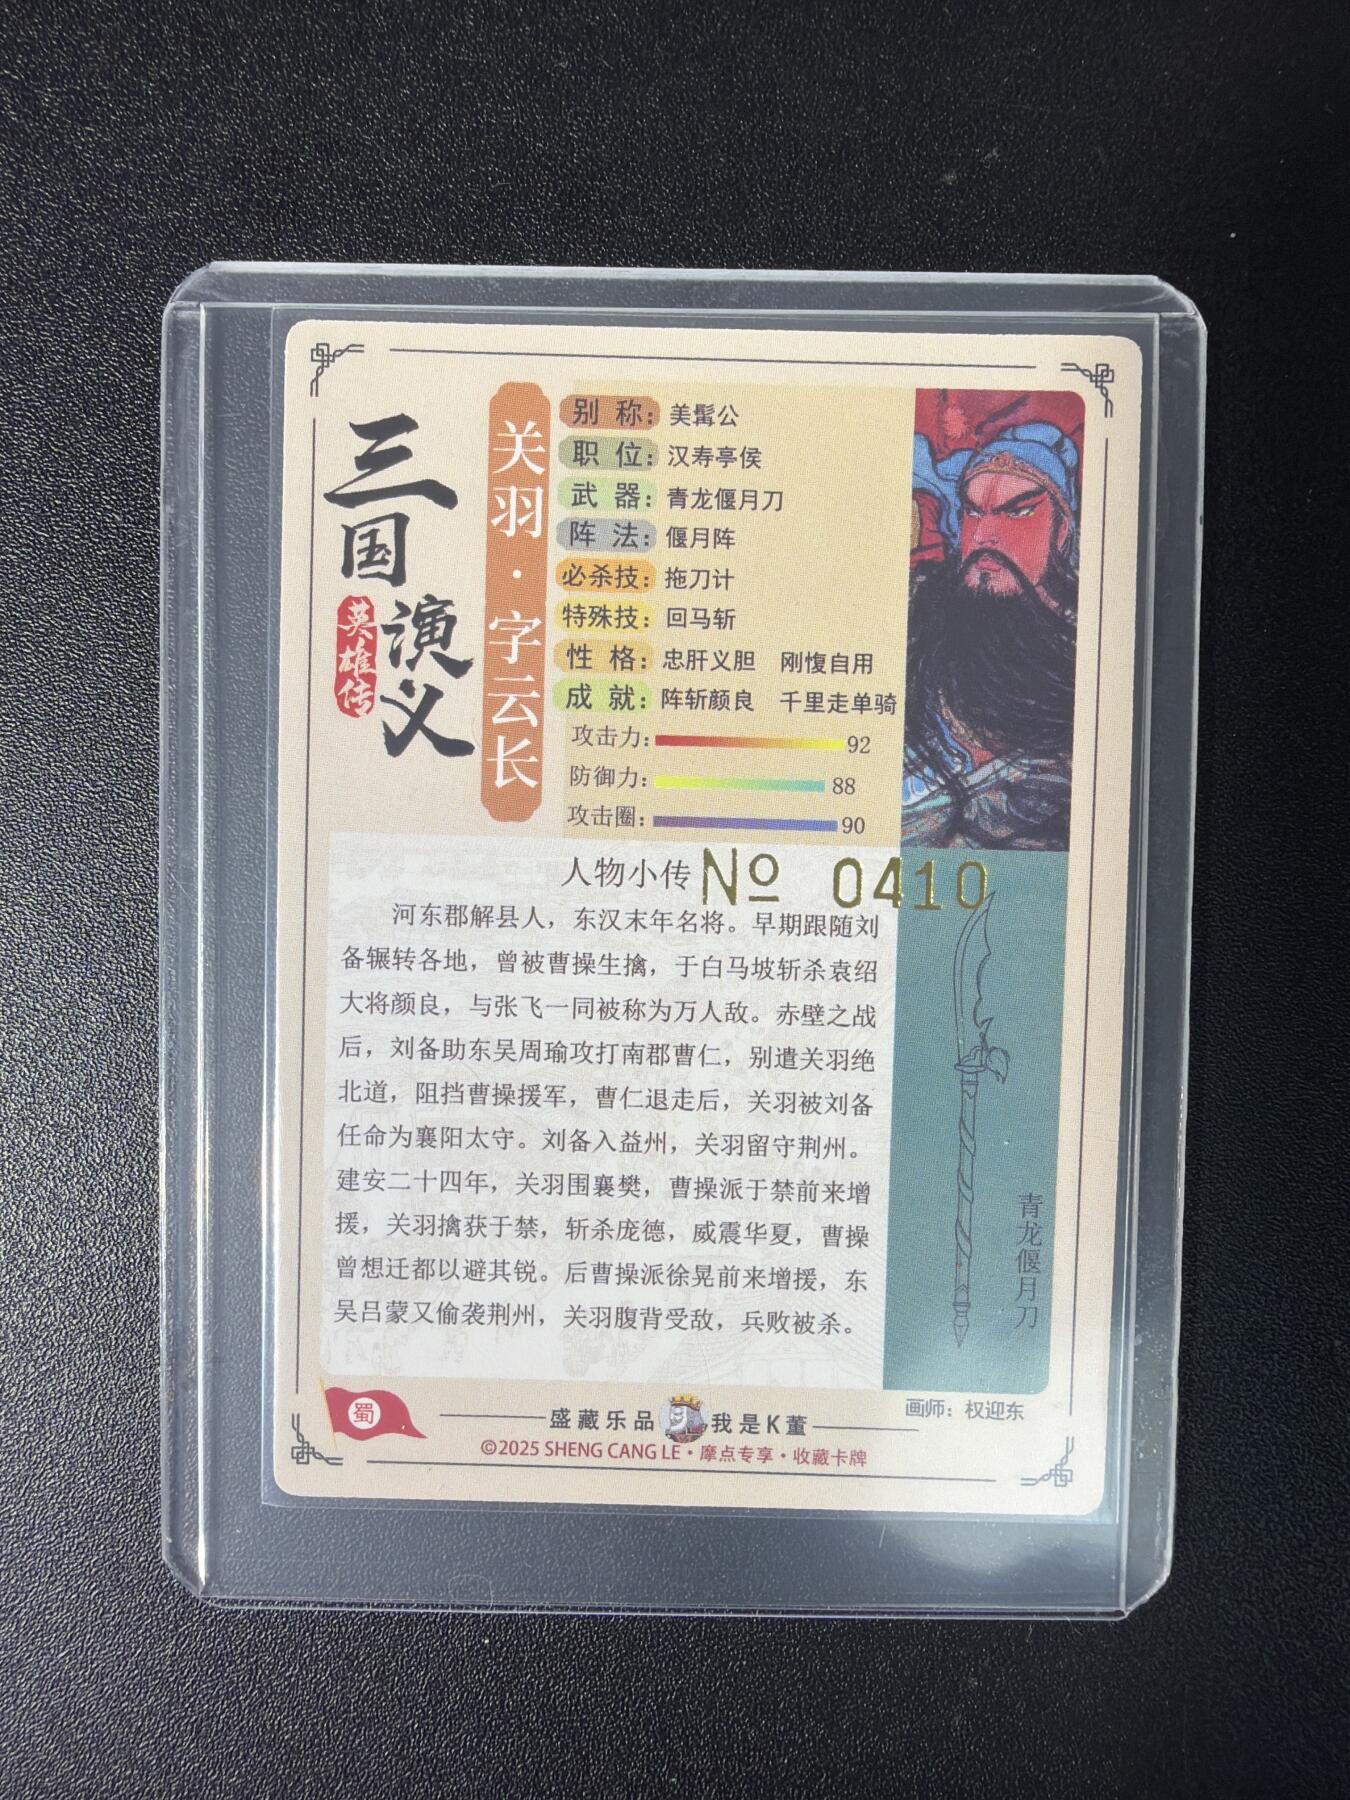 三国演义
英雄传
关羽·字云长
别称：美髯公
职位：汉寿亭侯
武器：青龙偃月刀
阵法：偃月阵
必杀技：拖刀计
特殊技：回马斩
性格：忠肝义胆 刚愎自用
成就：阵斩颜良 千里走单骑
攻击力：92
防御力：88
攻击圈：90
人物小传 № 0410
河东郡解县人，东汉末年名将。早期跟随刘
备辗转各地，曾被曹操生擒，于白马坡斩杀袁绍
大将颜良，与张飞一同被称为万人敌。赤壁之战
后，刘备助东吴周瑜攻打南郡曹仁，别遣关羽绝
北道，阻挡曹操援军，曹仁退走后，关羽被刘备
任命为襄阳太守。刘备入益州，关羽留守荆州。
建安二十四年，关羽围襄樊，曹操派于禁前来增
援，关羽擒获于禁，斩杀庞德，威震华夏，曹操
曾想迁都以避其锐。后曹操派徐晃前来增援，东
吴吕蒙又偷袭荆州，关羽腹背受敌，兵败被杀。
青龙偃月刀
蜀
盛藏乐品 我是K董
画师：权迎东
©2025 SHENG CANG LE·摩点专享·收藏卡牌